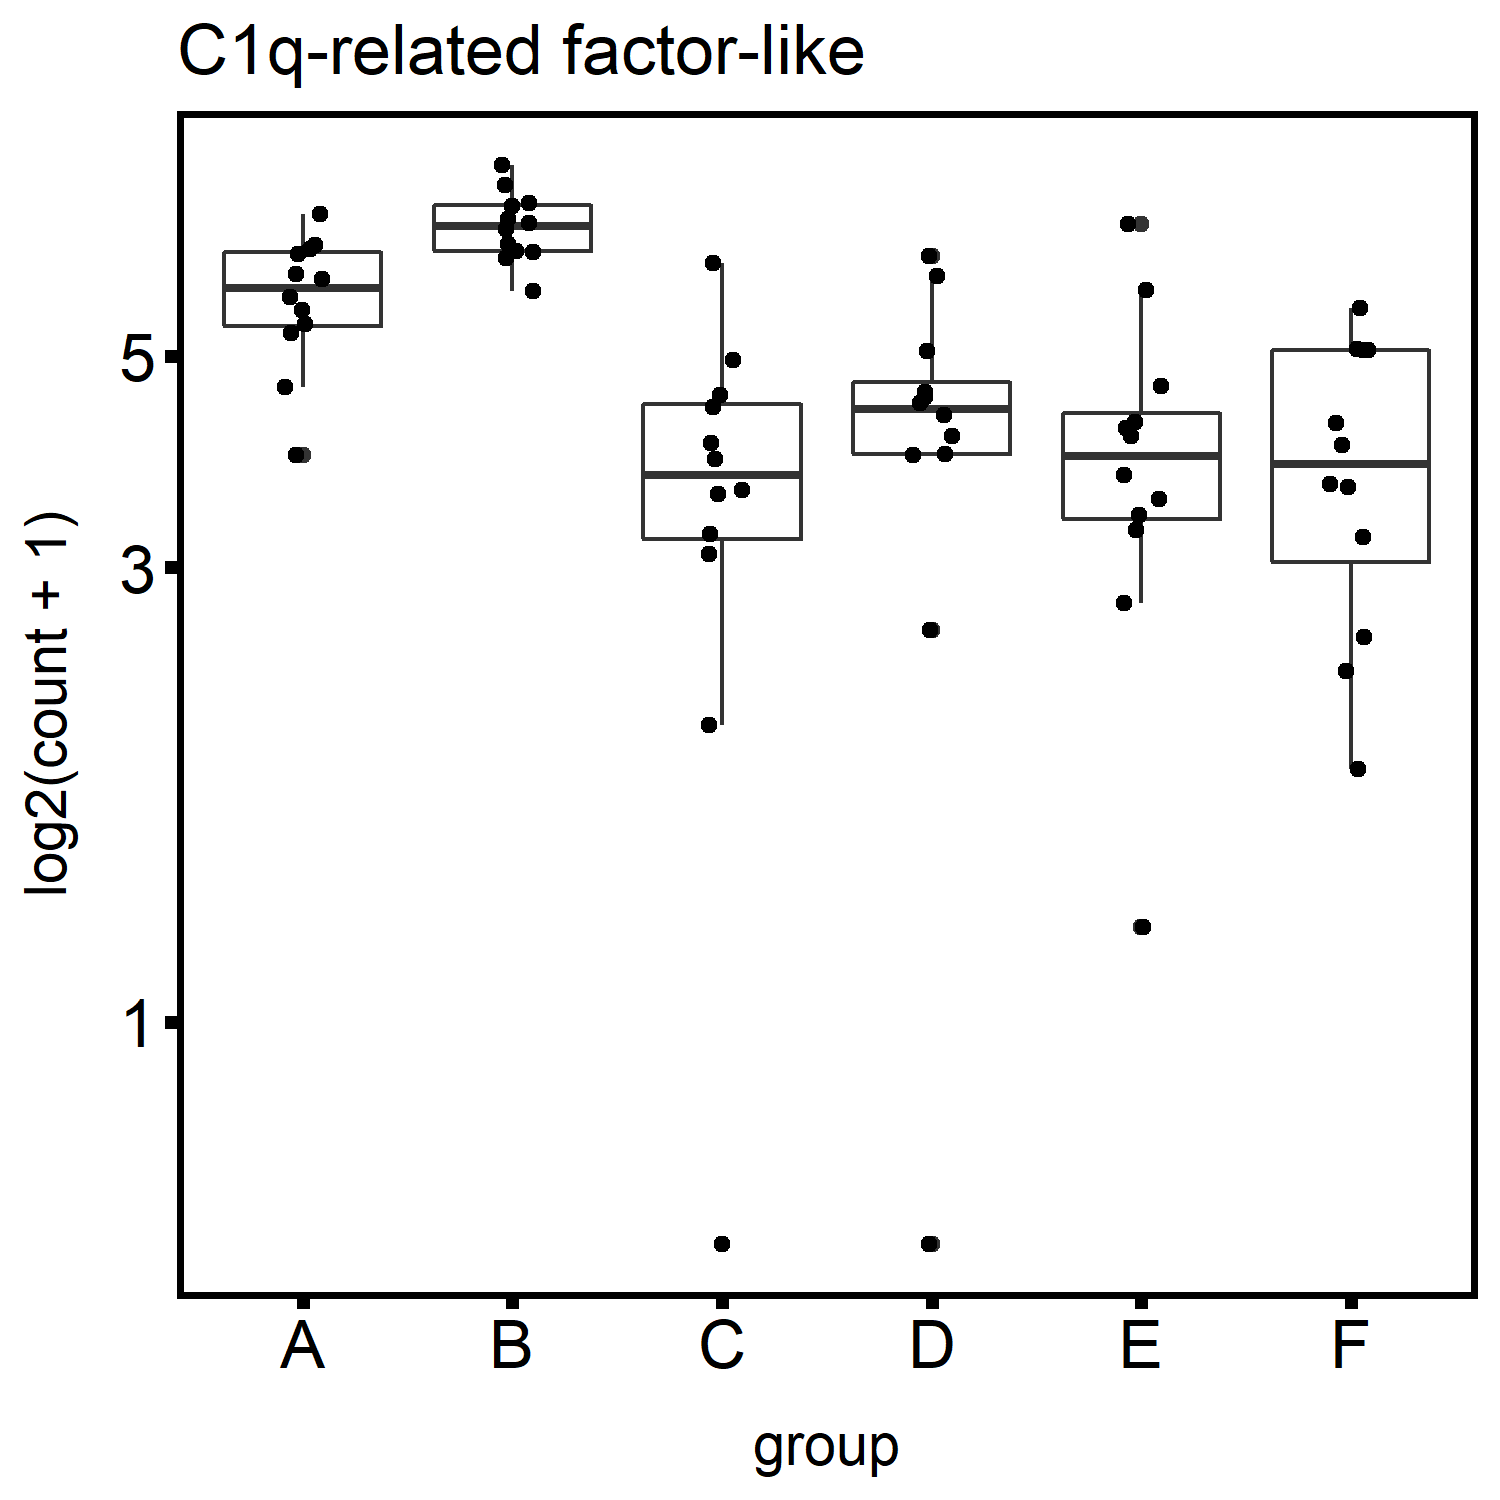 C1q-related factor-like
log2(count + 1)
5
3
1
A B C D E F
group